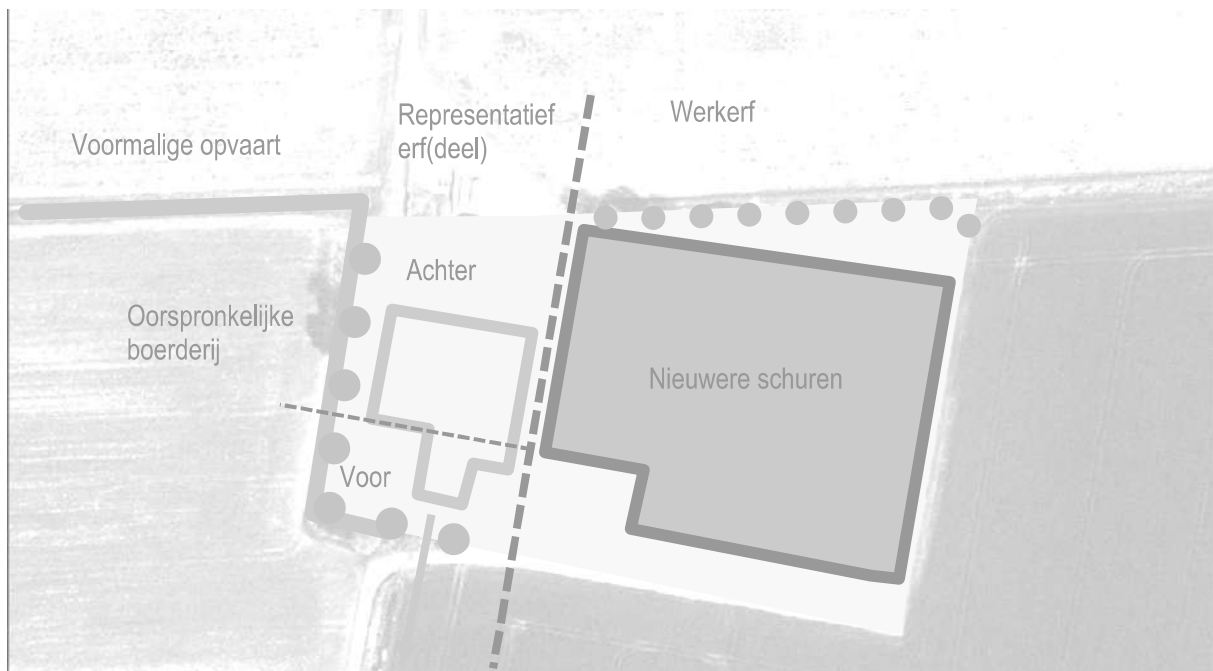 Voormalige opvaart
Representatief
erf(deel)
Werkerf
Achter
Oorspronkelijke
boerderij
Nieuwere schuren
Voor